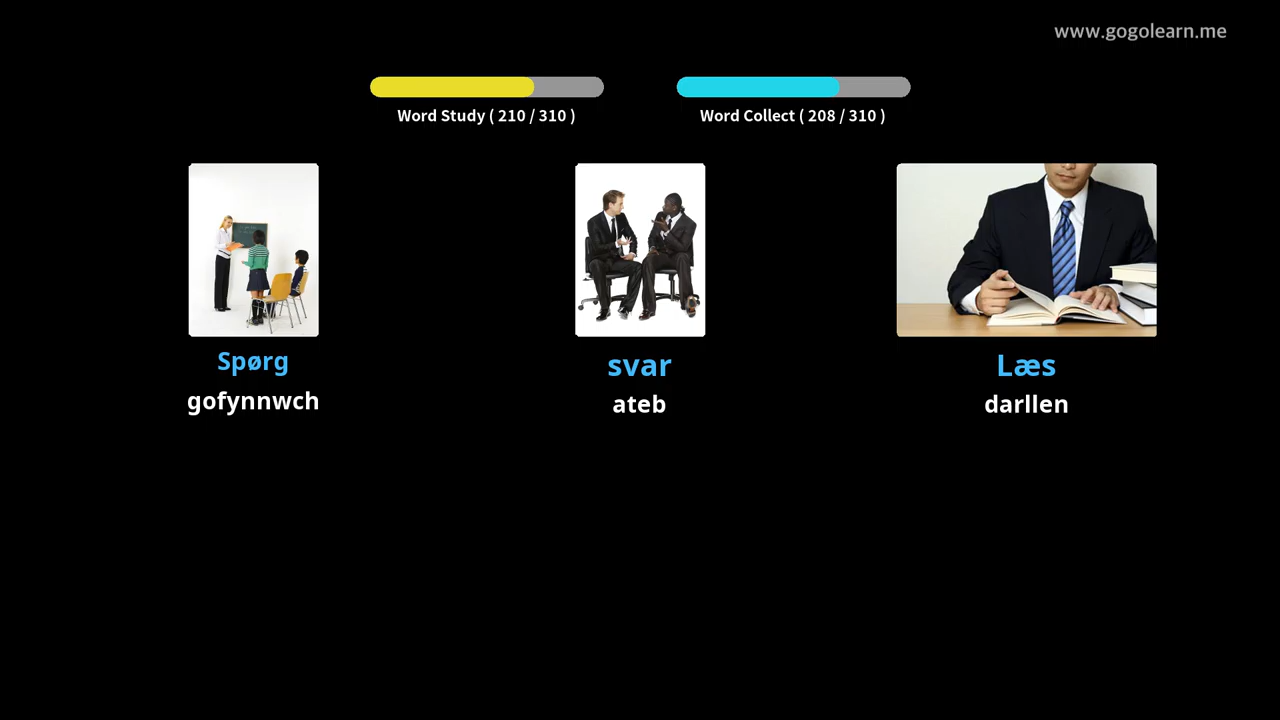 www.gogolearn.me
Word Study ( 210 / 310 )
Word Collect ( 208 / 310 )
Spørg
gofynnwch
svar
ateb
Læs
darllen